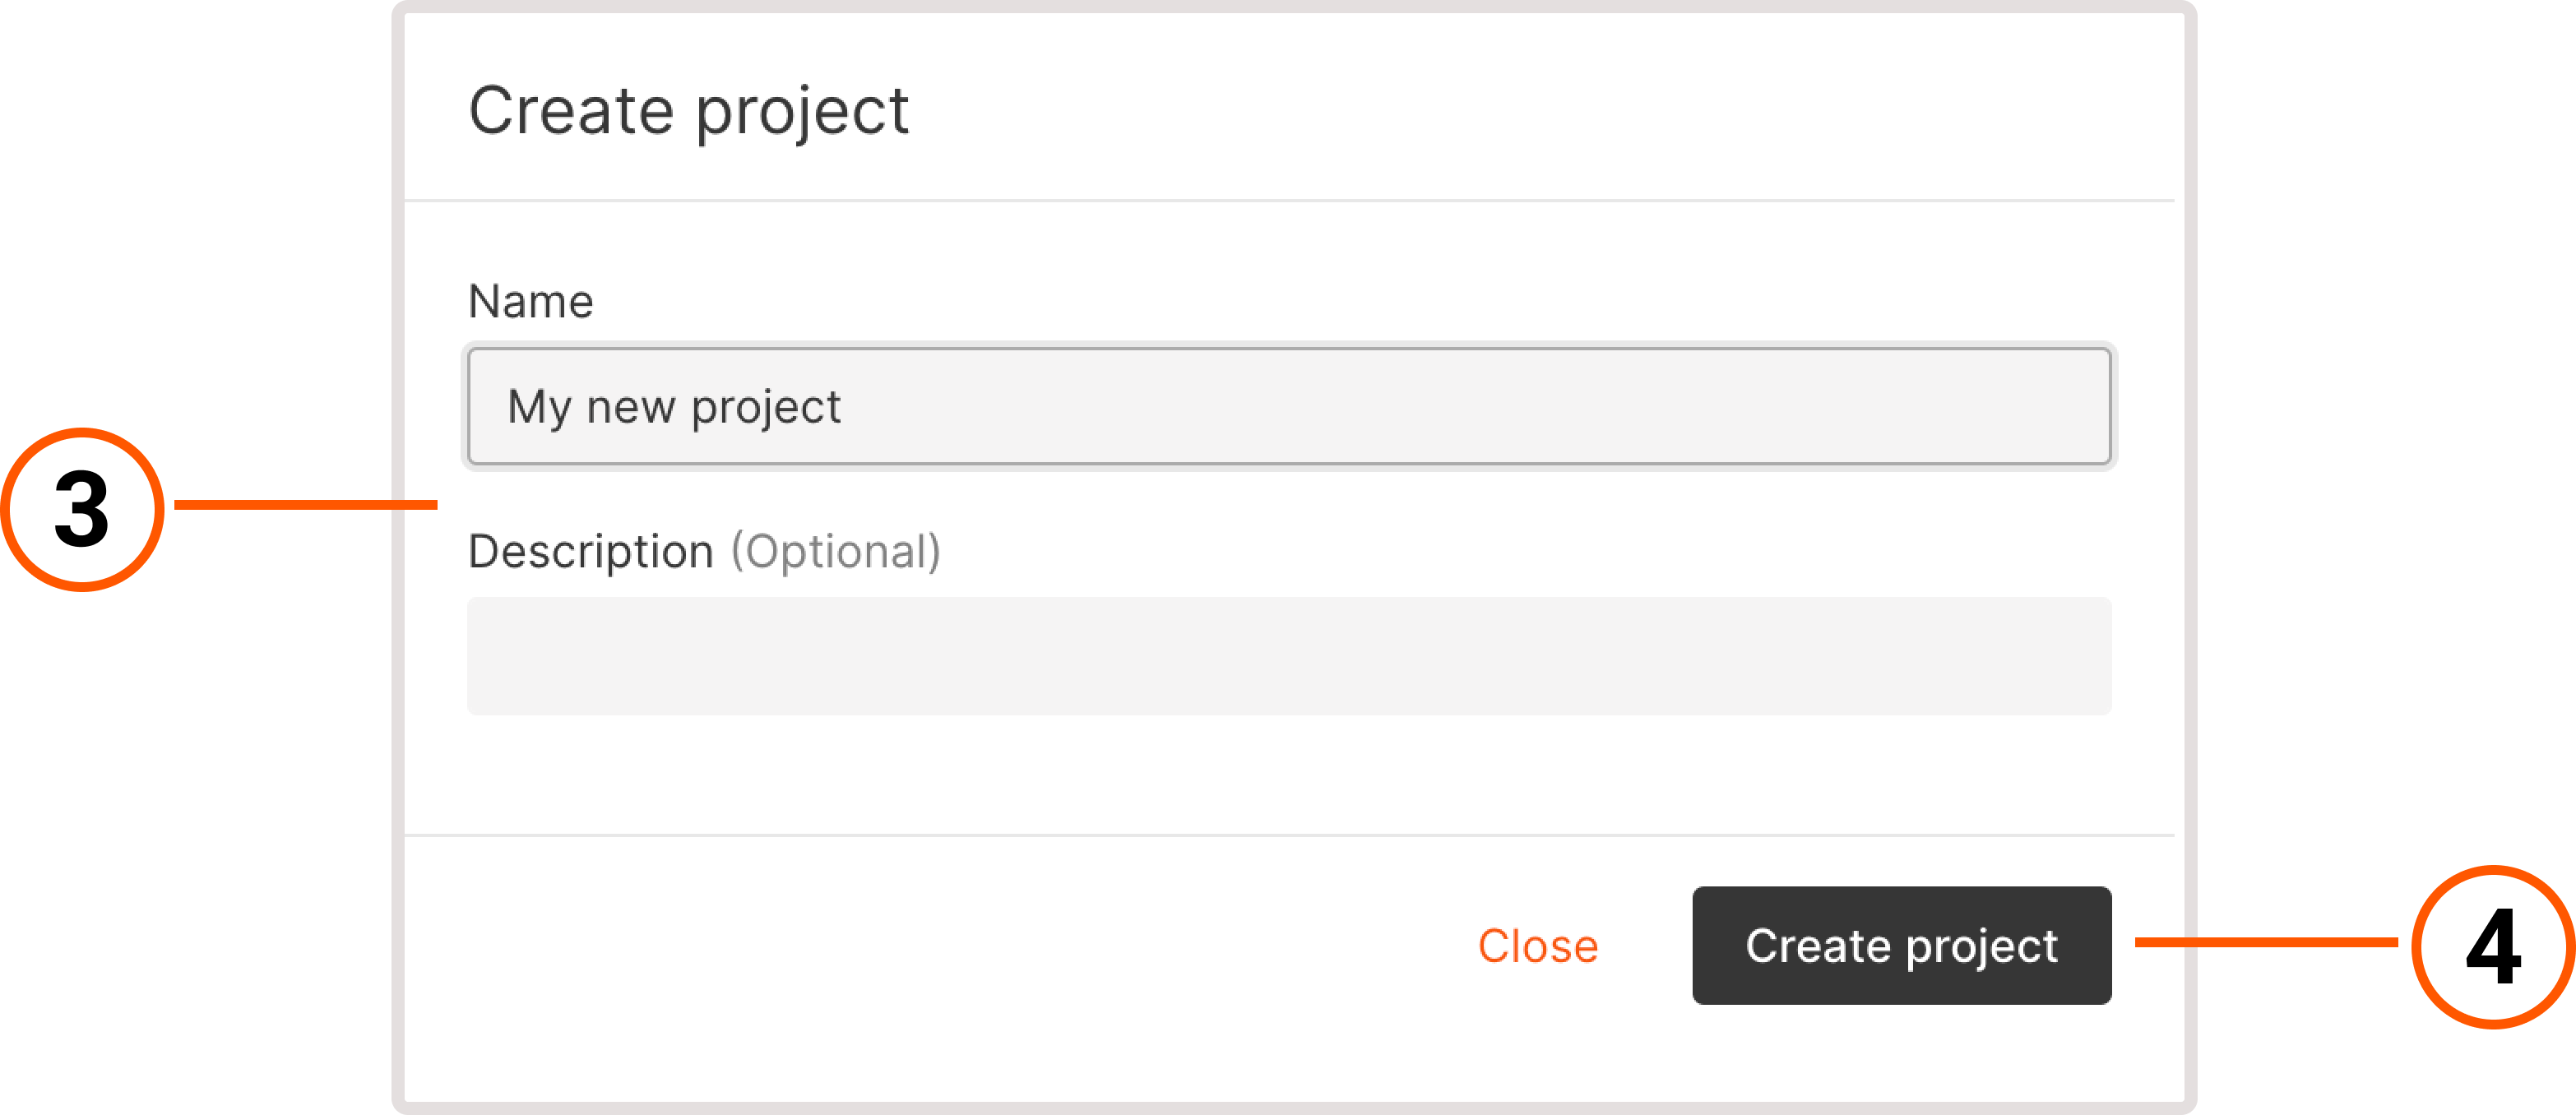 Create project
Name
My new project
3
Description (Optional)
Close
Create project
4